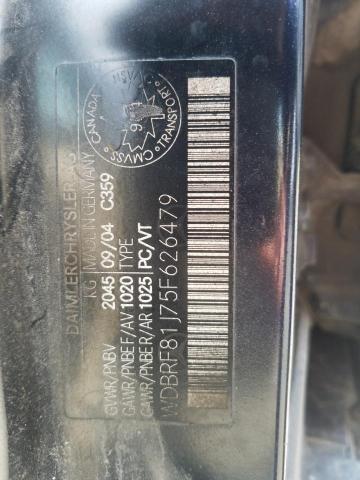 DAIMLERCHRYSLER AG
MADE IN GERMANY
GVWR/PNBV KG 2045 09/04 C359
GAWR/PNBE F/AV 1020 TYPE
GAWR/PNBE R/AR 1025 PC/VT
WDBRF81J75F626479
CANADA
TRANSPORT
CMVSS